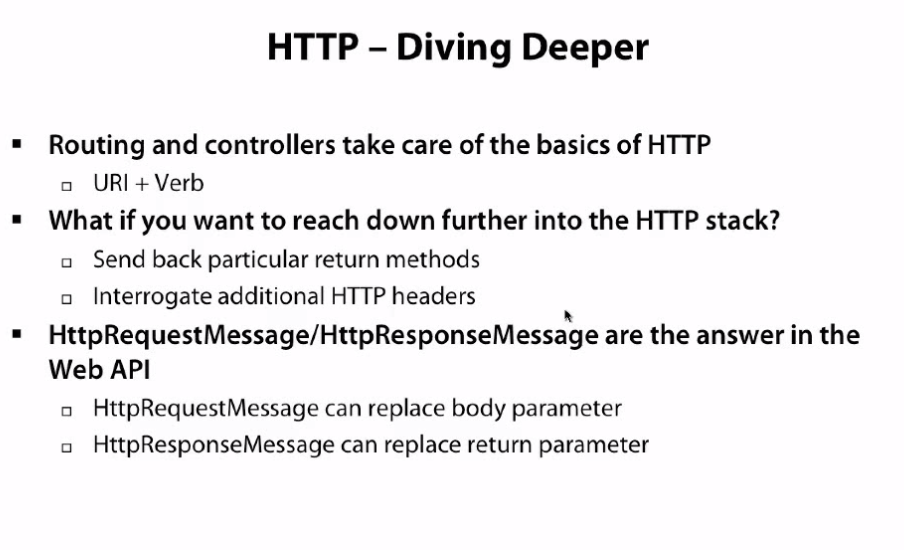 HTTP – Diving Deeper
Routing and controllers take care of the basics of HTTP
URI + Verb
What if you want to reach down further into the HTTP stack?
Send back particular return methods
Interrogate additional HTTP headers
HttpRequestMessage/HttpResponseMessage are the answer in the
Web API
HttpRequestMessage can replace body parameter
HttpResponseMessage can replace return parameter